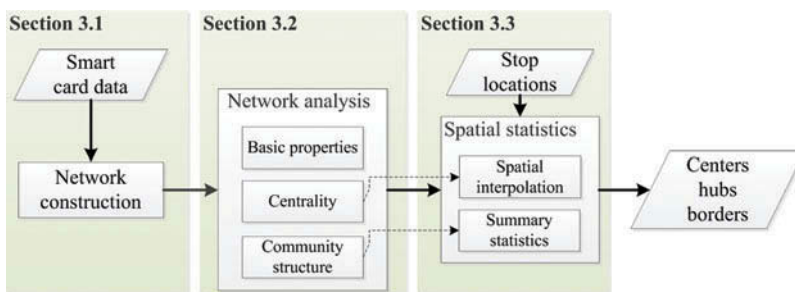 Section 3.1
Smart
card data
Network
construction
Section 3.2
Network analysis
Basic properties
Centrality
Community
structure
Section 3.3
Stop
locations
Spatial statistics
Spatial
interpolation
Summary
statistics
Centers
hubs
borders